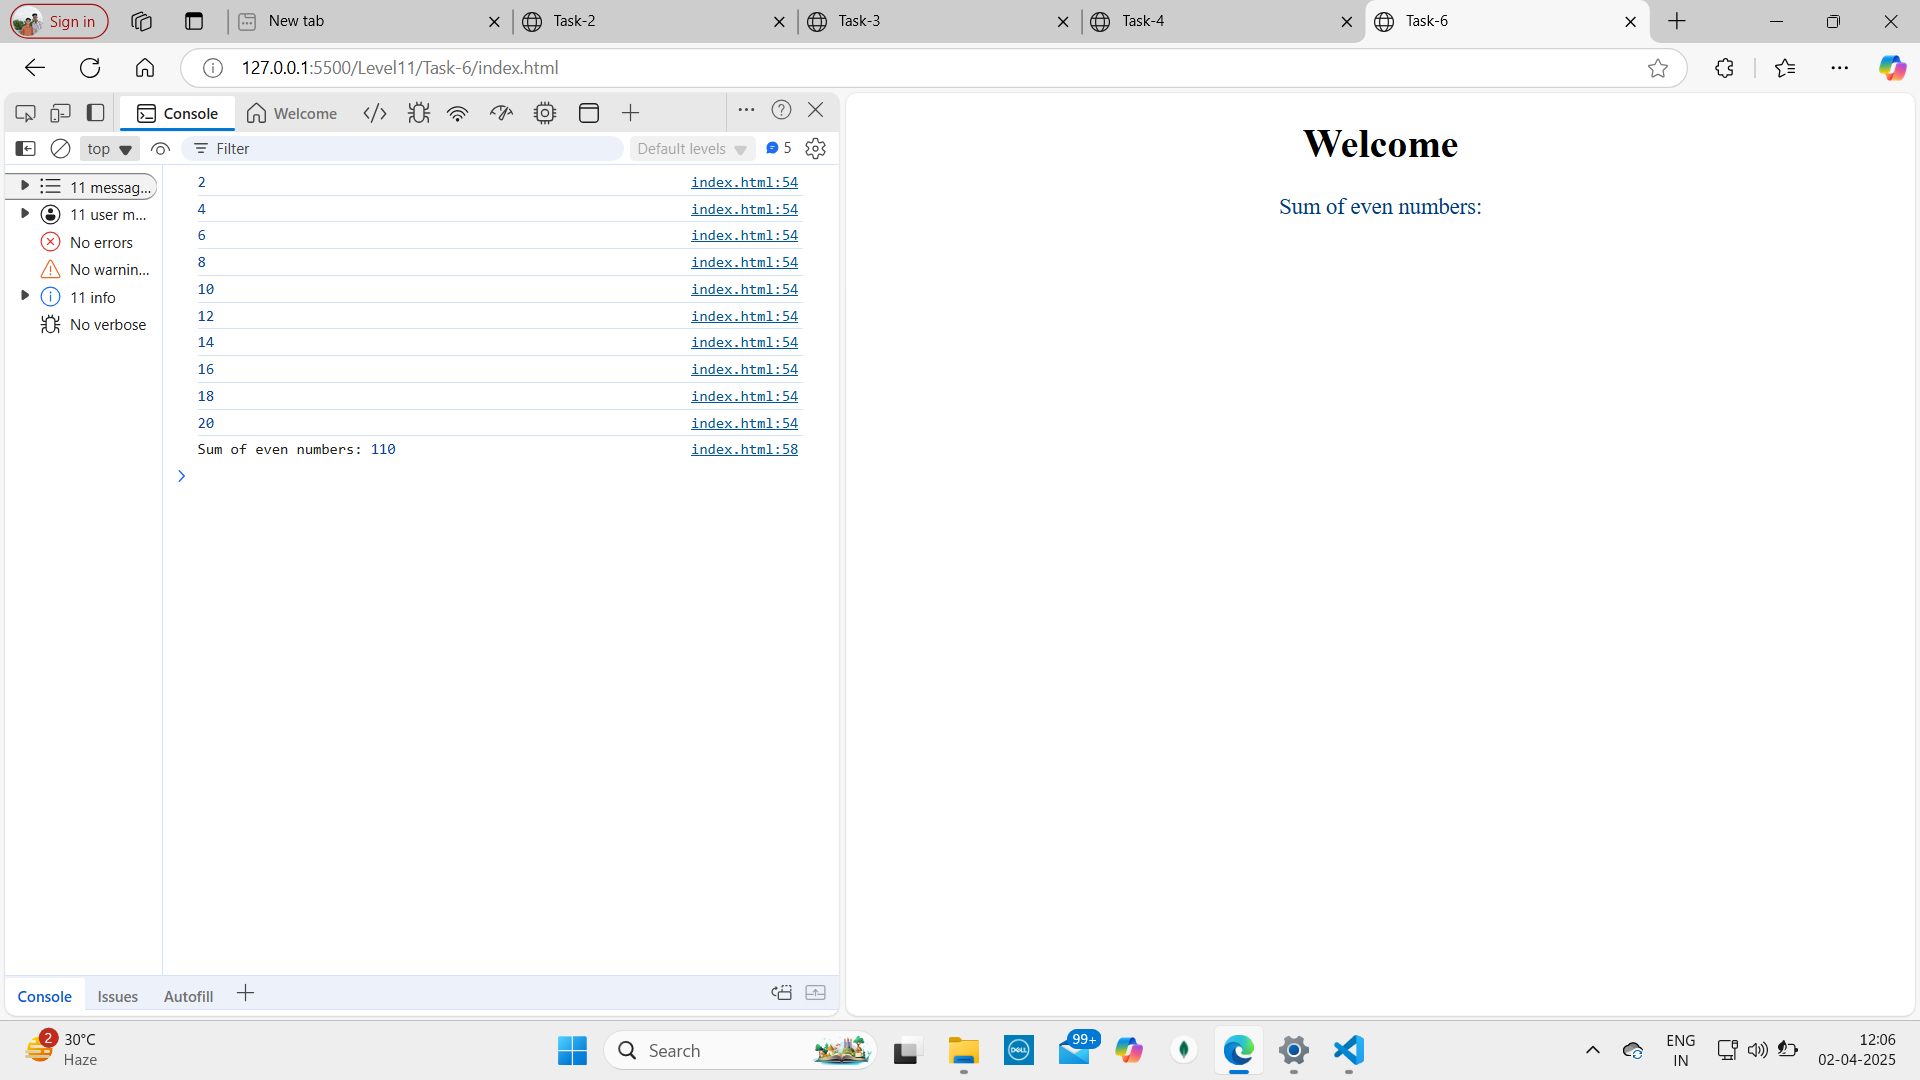 Sign in
New tab
Task-2
Task-3
Task-4
Task-6
127.0.0.1:5500/Level11/Task-6/index.html
Console
Welcome
top
Filter
Default levels
5
11 messag...
11 user m...
No errors
No warnin...
11 info
No verbose
2 index.html:54
4 index.html:54
6 index.html:54
8 index.html:54
10 index.html:54
12 index.html:54
14 index.html:54
16 index.html:54
18 index.html:54
20 index.html:54
Sum of even numbers: 110 index.html:58
Welcome
Sum of even numbers:
Console
Issues
Autofill
2
30°C
Haze
Search
DELL
99+
ENG
IN
12:06
02-04-2025